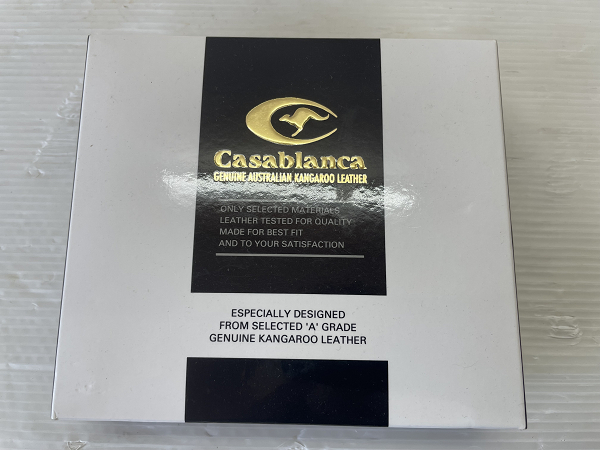 Casablanca
GENUINE AUSTRALIAN KANGAROO LEATHER
ONLY SELECTED MATERIALS,
LEATHER TESTED FOR QUALITY
MADE FOR BEST FIT
AND TO YOUR SATISFACTION
ESPECIALLY DESIGNED
FROM SELECTED 'A' GRADE
GENUINE KANGAROO LEATHER